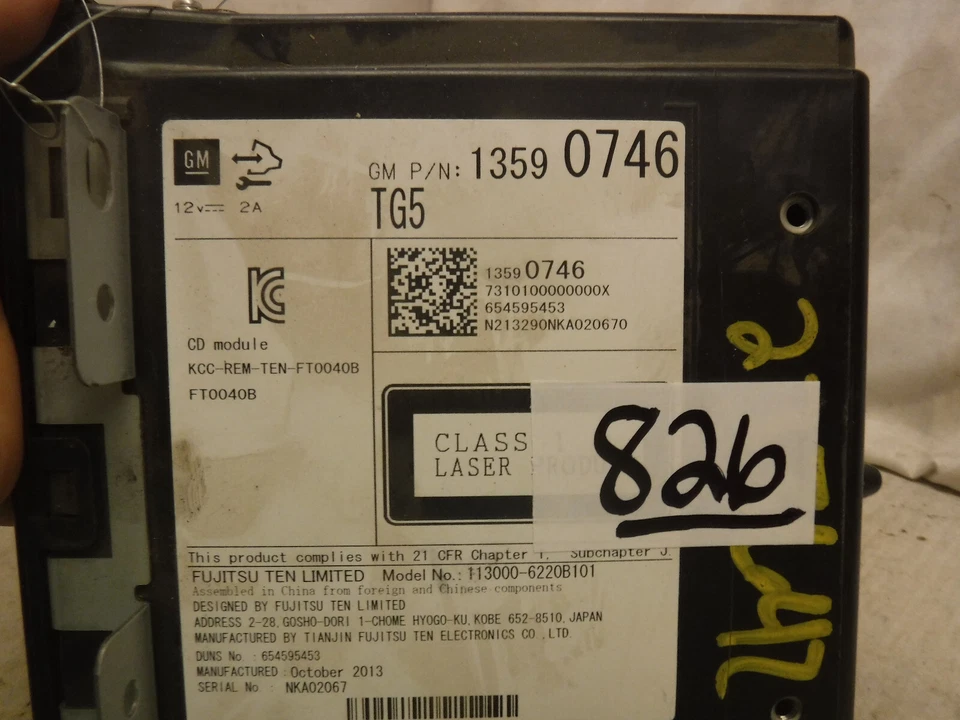 GM
GM P/N: 1359 0746
TG5
12V 2A
1359 0746
7310100000000X
654595453
N213290NKA020670
CD module
KCC-REM-TEN-FT0040B
FT0040B
CLASS 1
LASER PRODU
826
This product complies with 21 CFR Chapter I, Subchapter J.
FUJITSU TEN LIMITED Model No.: 113000-6220B101
Assembled in China from foreign and Chinese components
DESIGNED BY FUJITSU TEN LIMITED
ADDRESS 2-28, GOSHO-DORI 1-CHOME HYOGO-KU, KOBE 652-8510, JAPAN
MANUFACTURED BY TIANJIN FUJITSU TEN ELECTRONICS CO., LTD.
DUNS No : 654595453
MANUFACTURED : October 2013
SERIAL No. : NKA02067